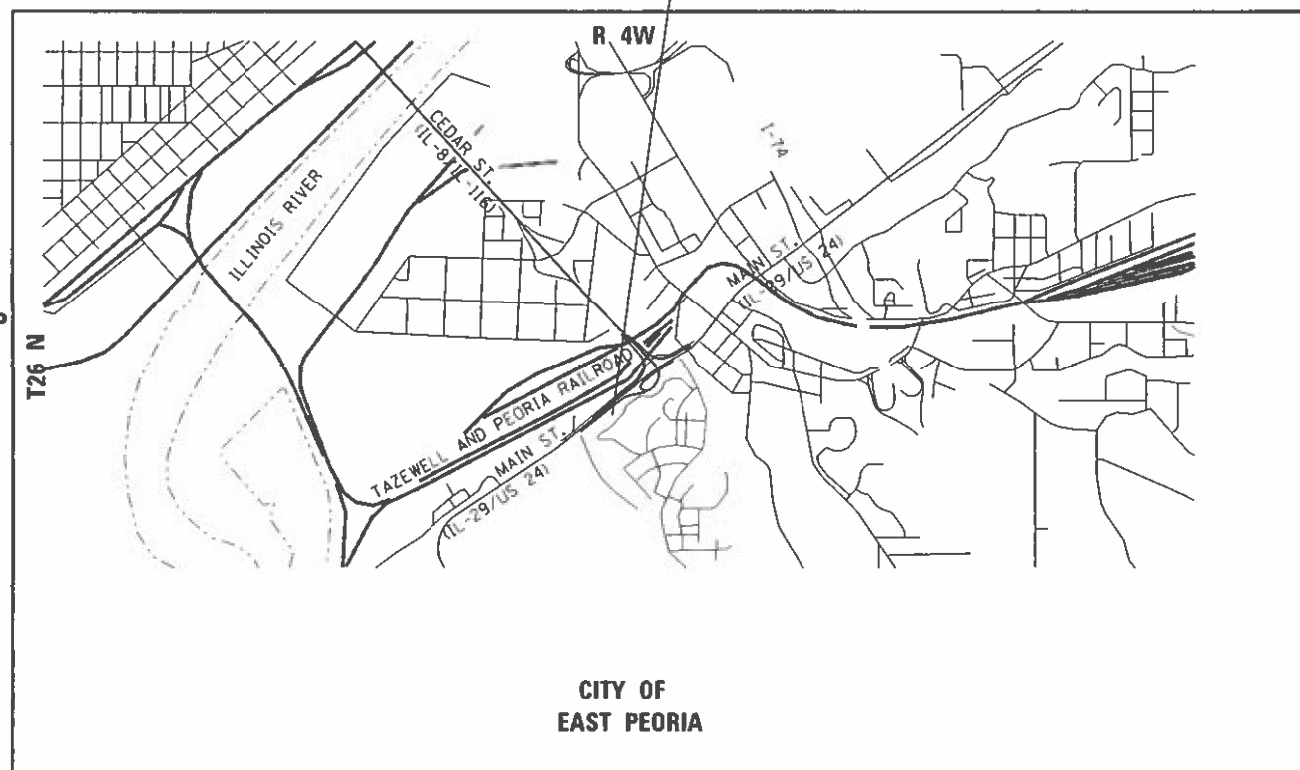 R 4W
CEDAR ST.
(IL-8/IL-116)
I-74
ILLINOIS RIVER
MAIN ST.
(IL-29/US 24)
T26 N
TAZEWELL AND PEORIA RAILROAD
MAIN ST.
(IL-29/US 24)
CITY OF
EAST PEORIA